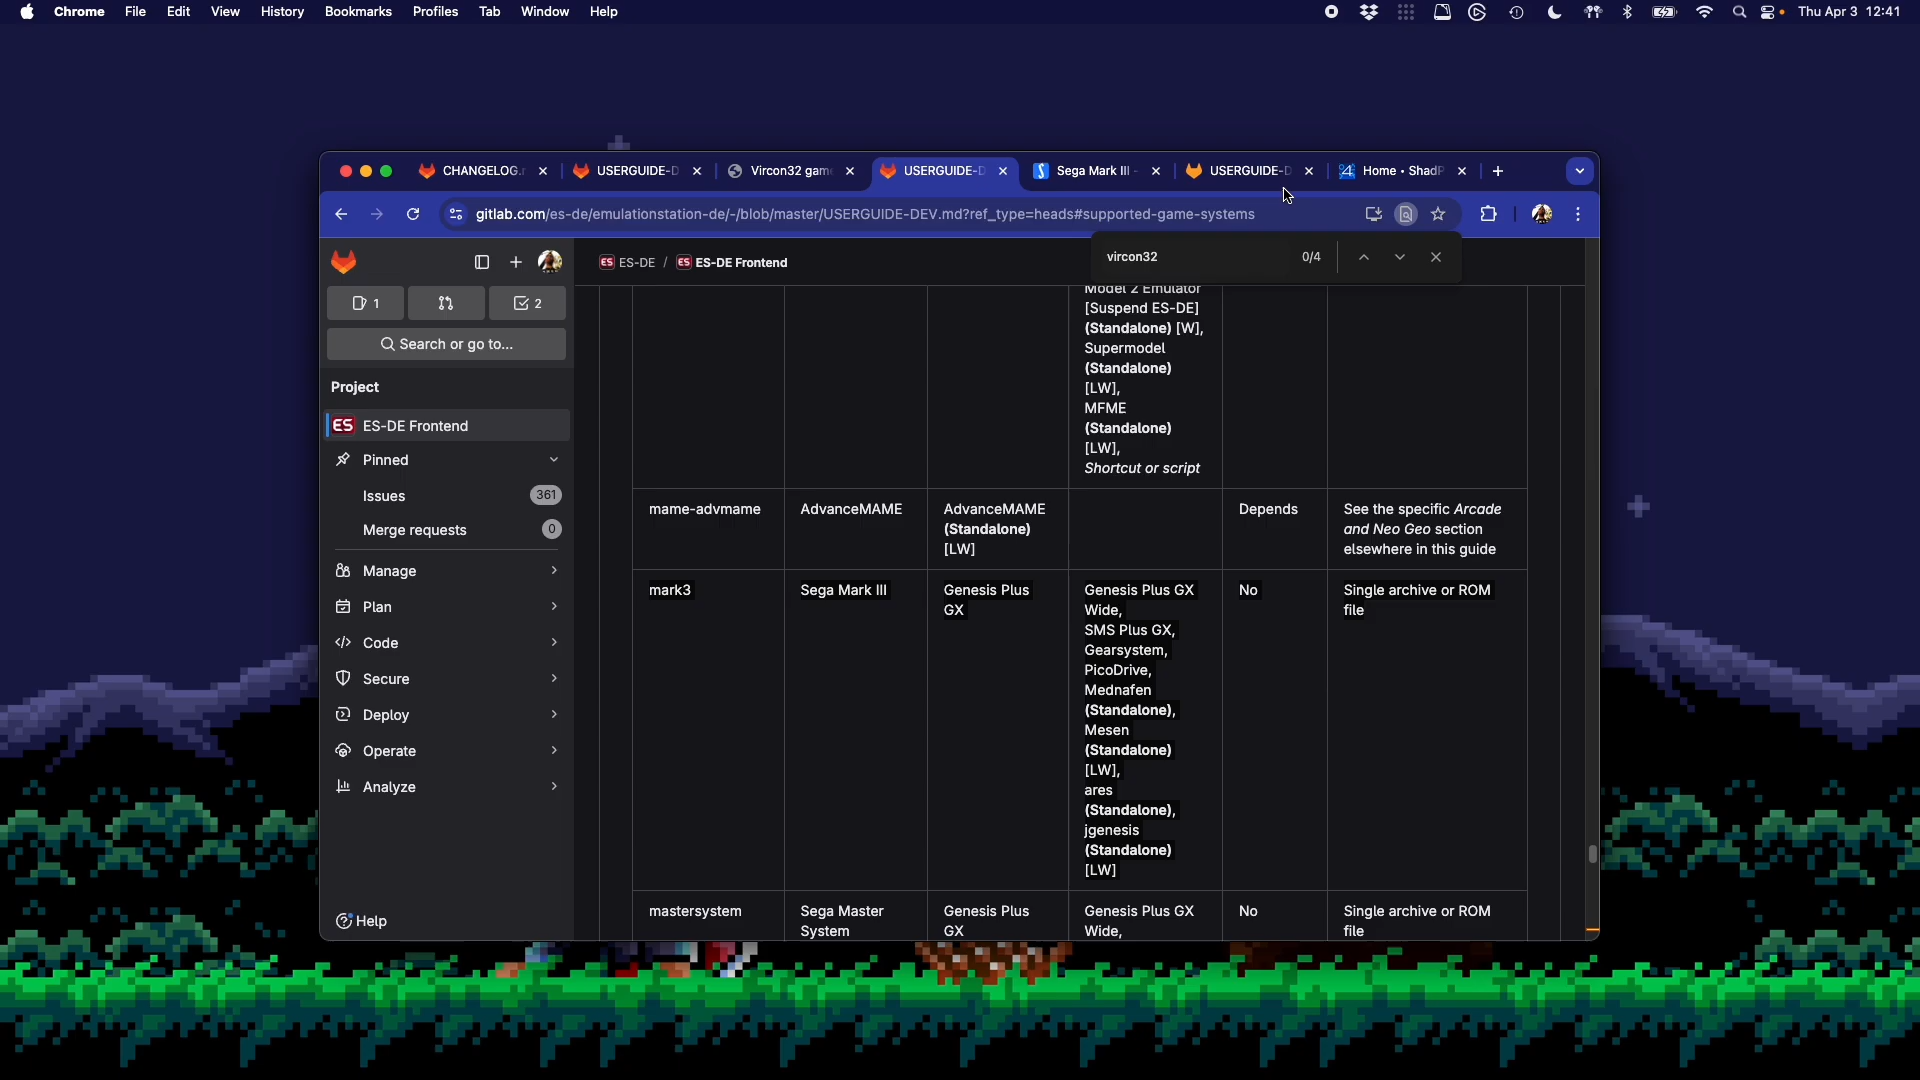 Chrome File Edit View History Bookmarks Profiles Tab Window Help Thu Apr 3 12:41
CHANGELOG.r USERGUIDE-D Vircon32 game USERGUIDE-D Sega Mark III - USERGUIDE-D Home • ShadP
gitlab.com/es-de/emulationstation-de/-/blob/master/USERGUIDE-DEV.md?ref_type=heads#supported-game-systems
vircon32 0/4
ES ES-DE / ES ES-DE Frontend
1 2
Search or go to...
Project
ES ES-DE Frontend
Pinned
Issues 361
Merge requests 0
Manage
Plan
Code
Secure
Deploy
Operate
Analyze
Help
Model 2 Emulator
[Suspend ES-DE]
(Standalone) [W],
Supermodel
(Standalone)
[LW],
MFME
(Standalone)
[LW],
Shortcut or script
mame-advmame AdvanceMAME AdvanceMAME Depends See the specific Arcade
(Standalone) and Neo Geo section
[LW] elsewhere in this guide
mark3 Sega Mark III Genesis Plus Genesis Plus GX No Single archive or ROM
GX Wide, file
SMS Plus GX,
Gearsystem,
PicoDrive,
Mednafen
(Standalone),
Mesen
(Standalone)
[LW],
ares
(Standalone),
jgenesis
(Standalone)
[LW]
mastersystem Sega Master Genesis Plus Genesis Plus GX No Single archive or ROM
System GX Wide, file